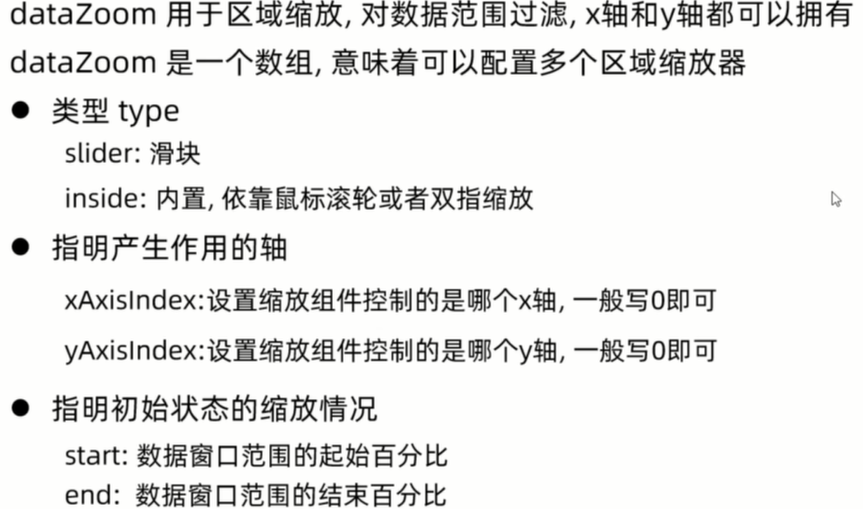 dataZoom 用于区域缩放, 对数据范围过滤, x轴和y轴都可以拥有
dataZoom 是一个数组, 意味着可以配置多个区域缩放器
● 类型 type
slider: 滑块
inside: 内置, 依靠鼠标滚轮或者双指缩放
● 指明产生作用的轴
xAxisIndex:设置缩放组件控制的是哪个x轴, 一般写0即可
yAxisIndex:设置缩放组件控制的是哪个y轴, 一般写0即可
● 指明初始状态的缩放情况
start: 数据窗口范围的起始百分比
end: 数据窗口范围的结束百分比